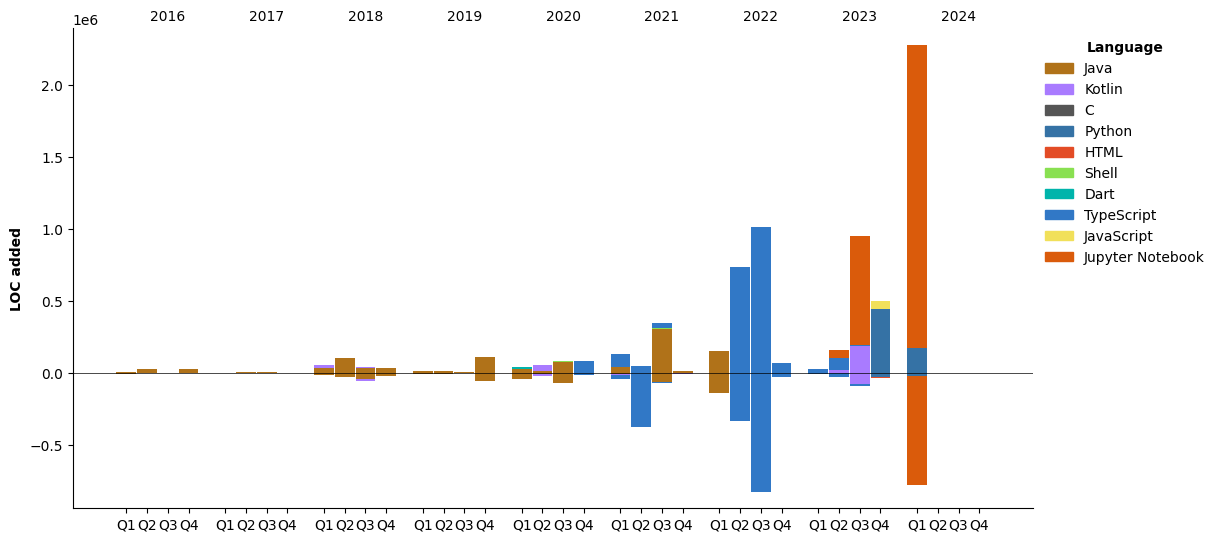 1e6
2016 2017 2018 2019 2020 2021 2022 2023 2024
2.0
1.5
1.0
0.5
0.0
−0.5
LOC added
Q1 Q2 Q3 Q4 Q1 Q2 Q3 Q4 Q1 Q2 Q3 Q4 Q1 Q2 Q3 Q4 Q1 Q2 Q3 Q4 Q1 Q2 Q3 Q4 Q1 Q2 Q3 Q4 Q1 Q2 Q3 Q4 Q1 Q2 Q3 Q4
Language
Java
Kotlin
C
Python
HTML
Shell
Dart
TypeScript
JavaScript
Jupyter Notebook